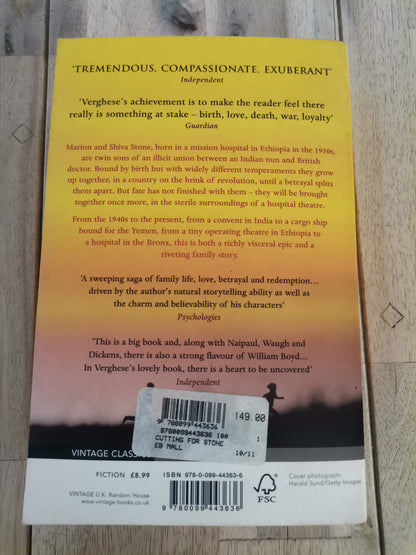 'TREMENDOUS, COMPASSIONATE, EXUBERANT'
Independent
'Verghese's achievement is to make the reader feel there
really is something at stake – birth, love, death, war, loyalty'
Guardian
Marion and Shiva Stone, born in a mission hospital in Ethiopia in the 1950s,
are twin sons of an illicit union between an Indian nun and British
doctor. Bound by birth but with widely different temperaments they grow
up together, in a country on the brink of revolution, until a betrayal splits
them apart. But fate has not finished with them – they will be brought
together once more, in the sterile surroundings of a hospital theatre.
From the 1940s to the present, from a convent in India to a cargo ship
bound for the Yemen, from a tiny operating theatre in Ethiopia to
a hospital in the Bronx, this is both a richly visceral epic and a
riveting family story.
'A sweeping saga of family life, love, betrayal and redemption...
driven by the author's natural storytelling ability as well as
the charm and believability of his characters'
Psychologies
'This is a big book and, along with Naipaul, Waugh and
Dickens, there is also a strong flavour of William Boyd...
In Verghese's lovely book, there is a heart to be uncovered'
Independent
9 780099 443636
149.00
9780099443636 100
1
CUTTING FOR STONE
EB MALL
10/11
VINTAGE CLASS
FICTION £8.99
ISBN 978-0-099-44363-6
Cover photograph:
Harald Sund/Getty Images
VINTAGE U.K. Random House
www.vintage-books.co.uk
9 780099 443636
FSC